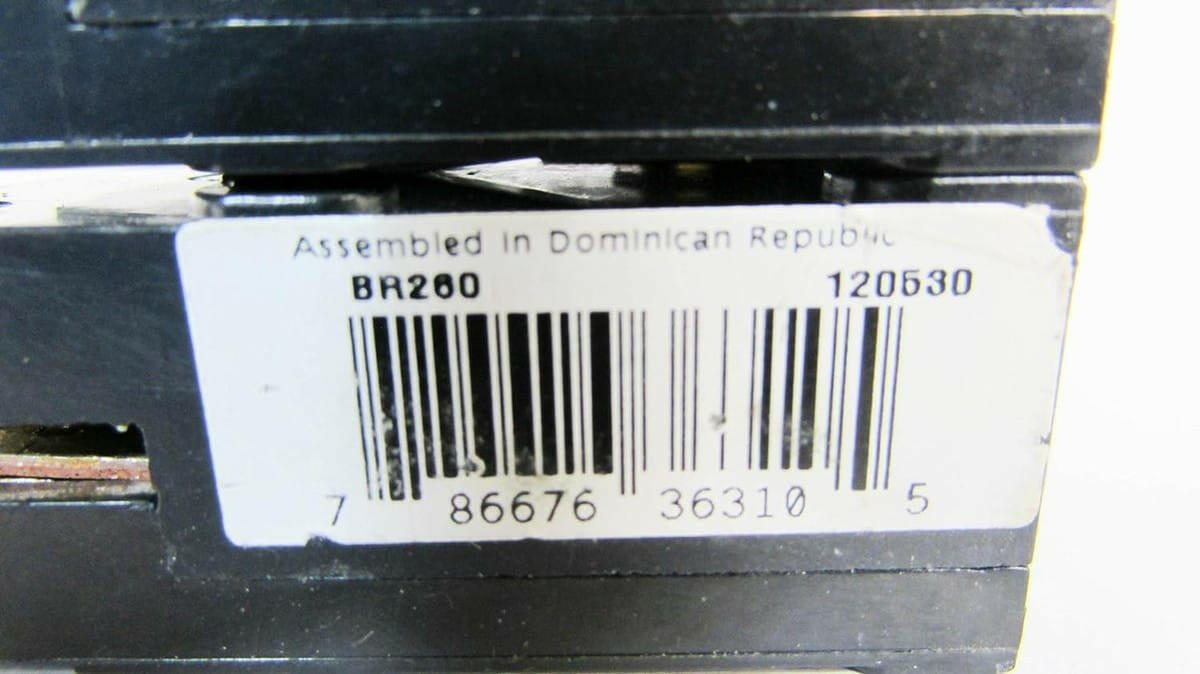 Assembled in Dominican Republic
BR260 120530
7 86676 36310 5